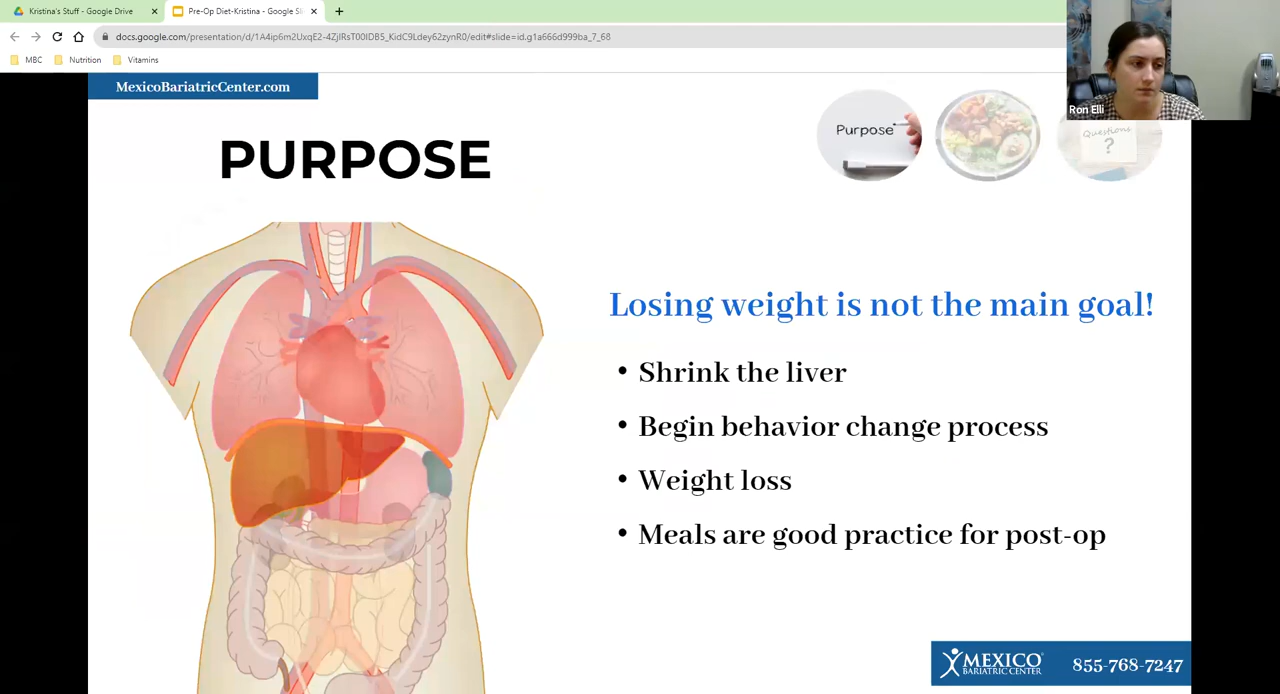 Kristina's Stuff - Google Drive
Pre-Op Diet-Kristina - Google Sli
docs.google.com/presentation/d/1A4ip6m2UxqE2-4ZJlRsT00IDB5_KidC9Ldey62zynR0/edit#slide=id.g1a666d999ba_7_68
MBC
Nutrition
Vitamins
Ron Elli
MexicoBariatricCenter.com
Purpose
Questions
?
PURPOSE
Losing weight is not the main goal!
• Shrink the liver
• Begin behavior change process
• Weight loss
• Meals are good practice for post-op
MEXICO
BARIATRIC CENTER
855-768-7247